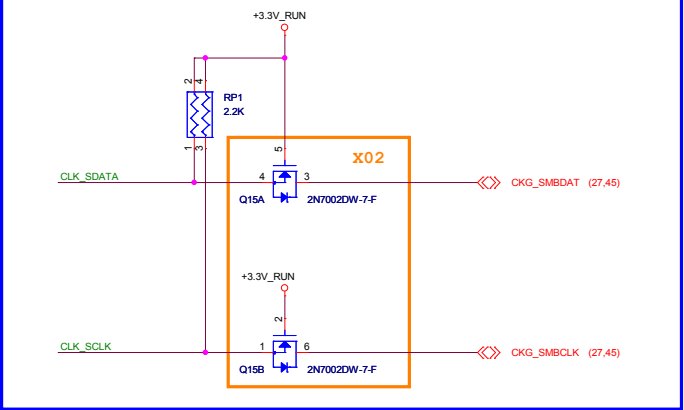 +3.3V_RUN
2 4
RP1
2.2K
1 3
5
X02
CLK_SDATA
4
3
CKG_SMBDAT (27,45)
Q15A
2N7002DW-7-F
+3.3V_RUN
2
CLK_SCLK
1
6
CKG_SMBCLK (27,45)
Q15B
2N7002DW-7-F